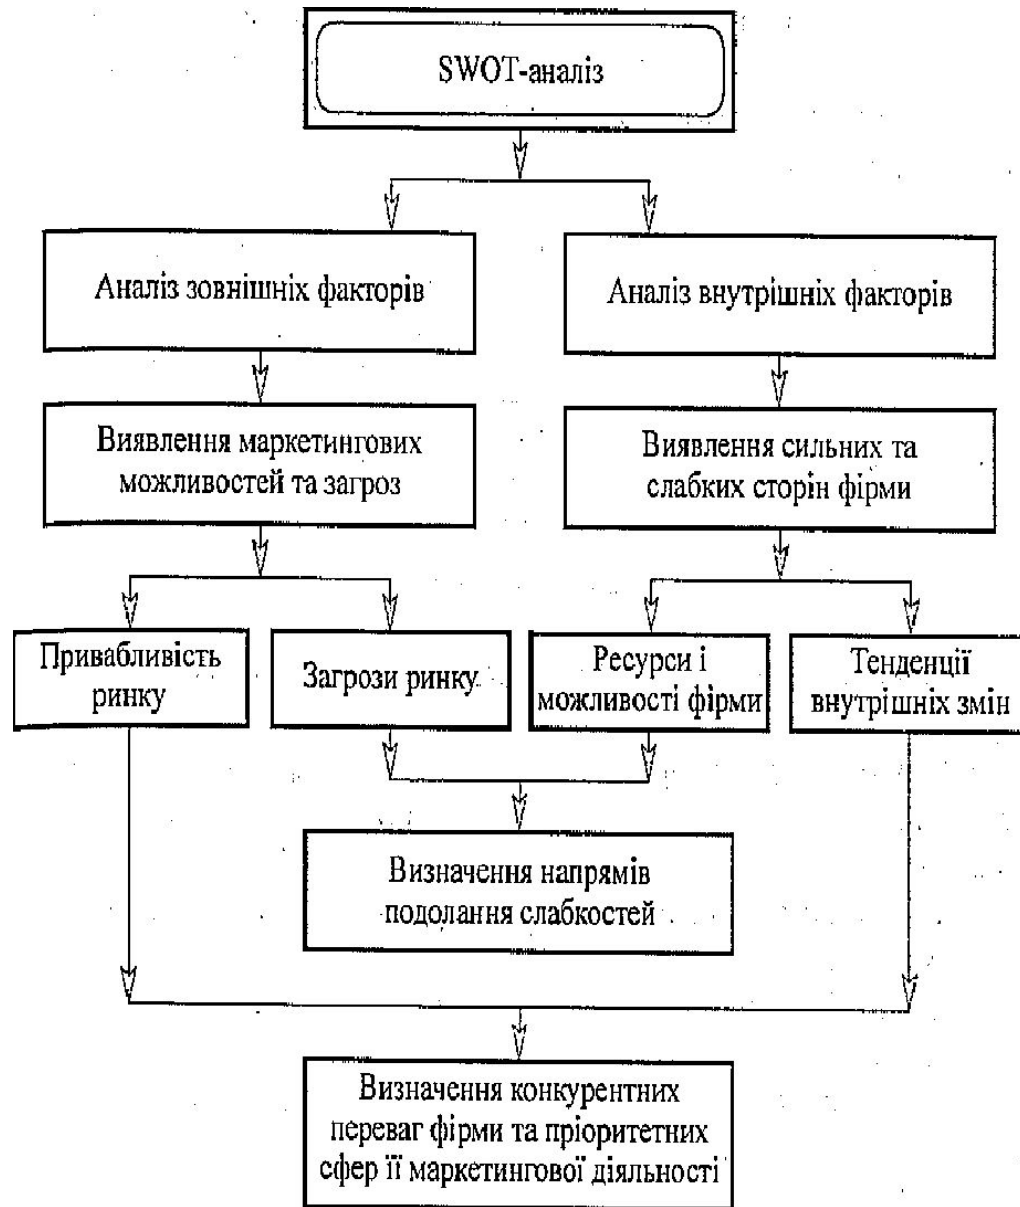 SWOT-аналіз
Аналіз зовнішніх факторів
Аналіз внутрішніх факторів
Виявлення маркетингових
можливостей та загроз
Виявлення сильних та
слабких сторін фірми
Привабливість
ринку
Загрози ринку
Ресурси і
можливості фірми
Тенденції
внутрішніх змін
Визначення напрямів
подолання слабкостей
Визначення конкурентних
переваг фірми та пріоритетних
сфер її маркетингової діяльності